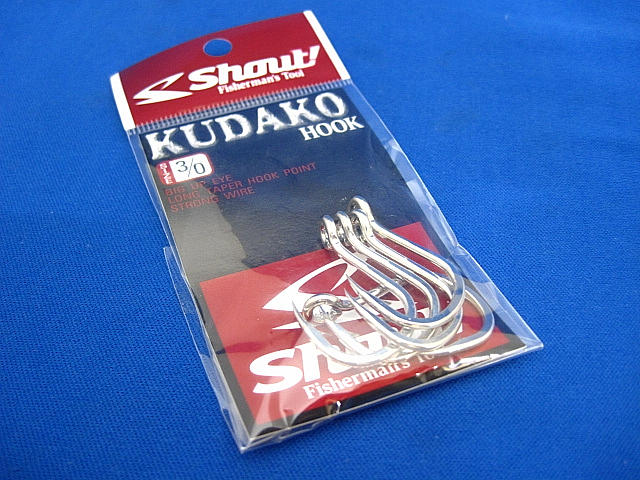 Shout!
Fisherman's Tool
KUDAKO
HOOK
SIZE 3/0
BIG UP EYE
LONG TAPER HOOK POINT
STRONG WIRE
Shout!
Fisherman's Tool